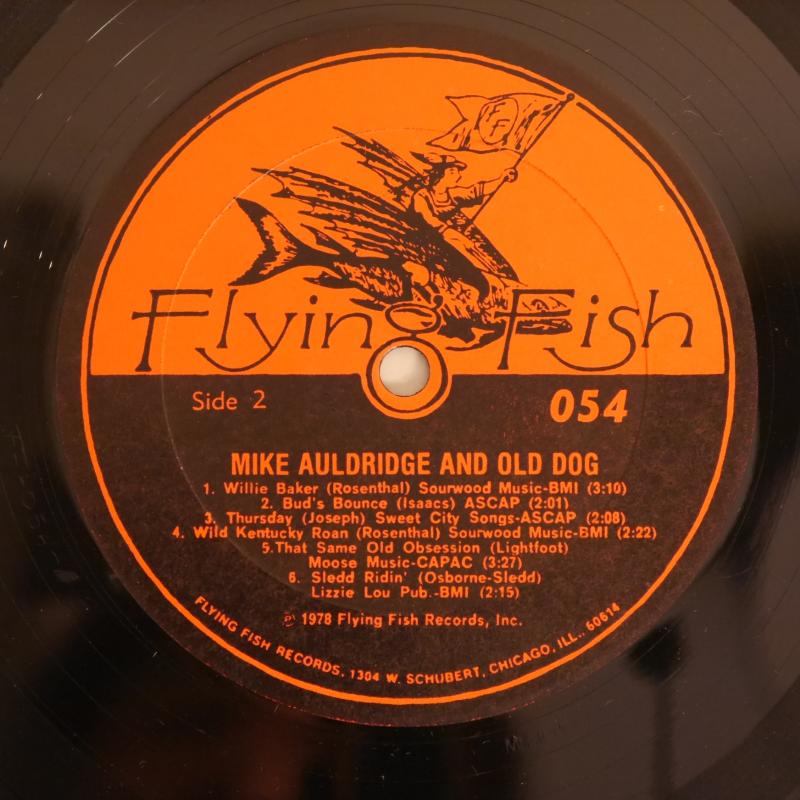 FF
Flying Fish
Side 2
054
MIKE AULDRIDGE AND OLD DOG
1. Willie Baker (Rosenthal) Sourwood Music-BMI (3:10)
2. Bud's Bounce (Isaacs) ASCAP (2:01)
3. Thursday (Joseph) Sweet City Songs-ASCAP (2:08)
4. Wild Kentucky Roan (Rosenthal) Sourwood Music-BMI (2:22)
5.That Same Old Obsession (Lightfoot)
Moose Music-CAPAC (3:27)
6. Sledd Ridin' (Osborne-Sledd)
Lizzie Lou Pub.-BMI (2:15)
℗ 1978 Flying Fish Records, Inc.
FLYING FISH RECORDS, 1304 W. SCHUBERT, CHICAGO, ILL., 60614